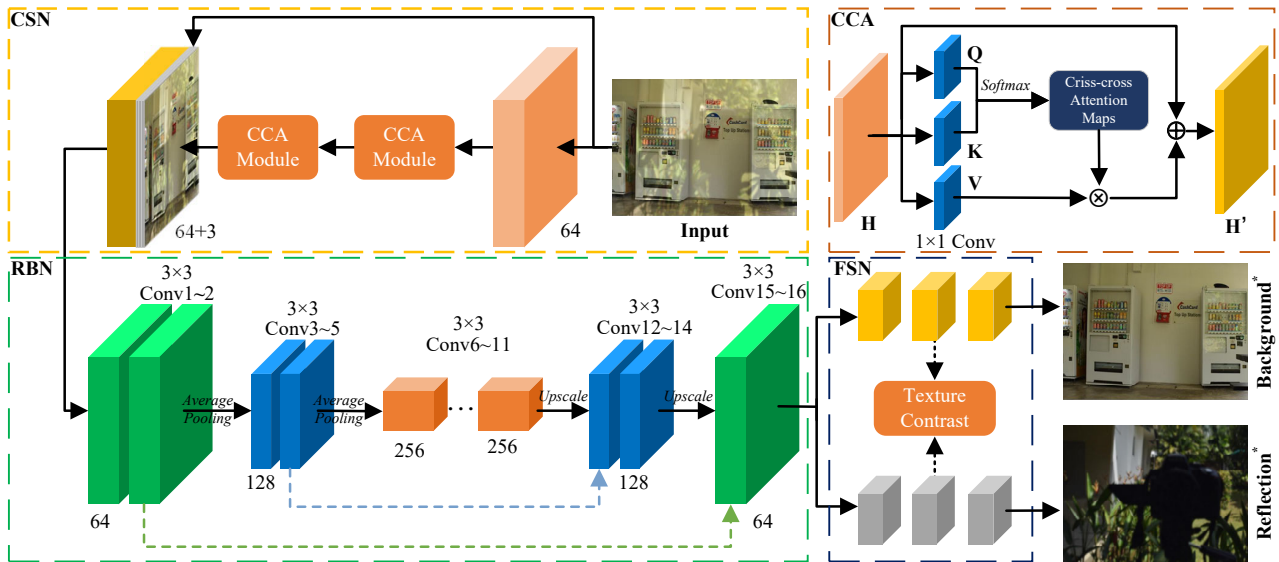 CSN
CCA
Module
CCA
Module
64+3
64
Input
CCA
Q
K
V
Softmax
Criss-cross
Attention
Maps
H
1×1 Conv
H’
RBN
3×3
Conv1~2
3×3
Conv3~5
3×3
Conv6~11
3×3
Conv12~14
3×3
Conv15~16
Average
Pooling
Average
Pooling
Upscale
Upscale
64
128
256
256
128
64
FSN
Texture
Contrast
Background*
Reflection*